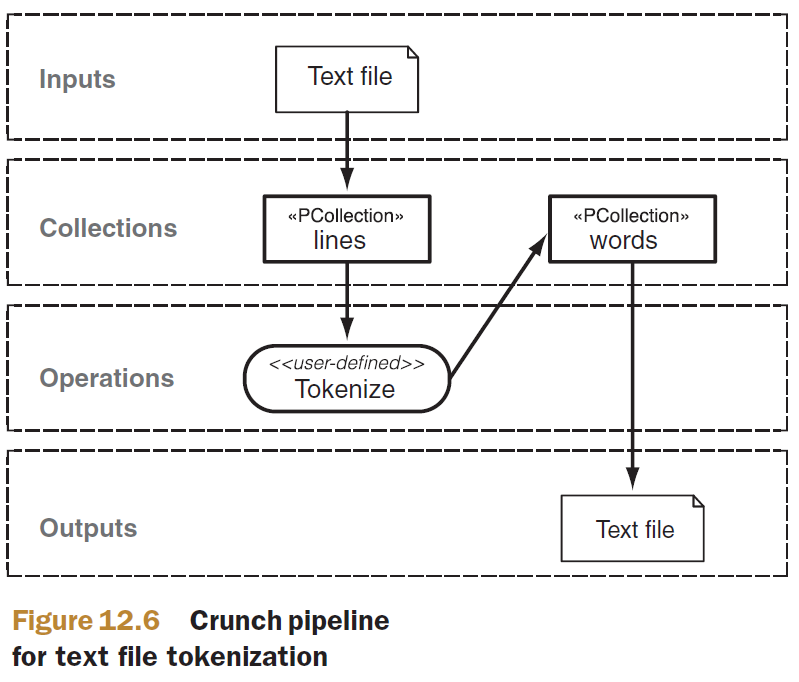 Inputs
Text file
Collections
«PCollection»
lines
«PCollection»
words
Operations
<<user-defined>>
Tokenize
Outputs
Text file
Figure 12.6 Crunch pipeline
for text file tokenization